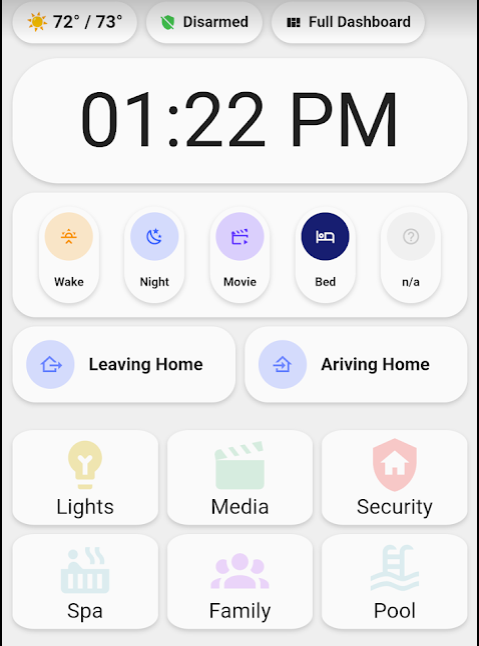 72° / 73° Disarmed Full Dashboard
01:22 PM
Wake Night Movie Bed n/a
Leaving Home Ariving Home
Lights Media Security
Spa Family Pool